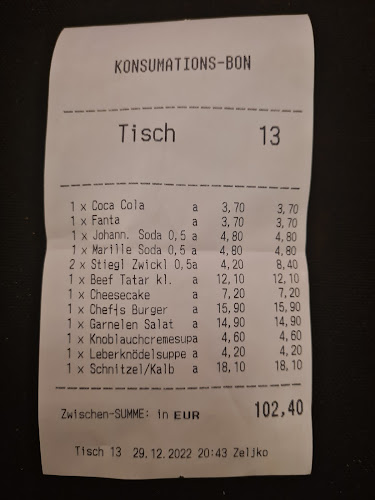 KONSUMATIONS-BON
Tisch 13
1 x Coca Cola a 3,70 3,70
1 x Fanta a 3,70 3,70
1 x Johann. Soda 0,5 a 4,80 4,80
1 x Marille Soda 0,5 a 4,80 4,80
2 x Stiegl Zwickl 0,5a 4,20 8,40
1 x Beef Tatar kl. a 12,10 12,10
1 x Cheesecake a 7,20 7,20
1 x Chef‡s Burger a 15,90 15,90
1 x Garnelen Salat a 14,90 14,90
1 x Knoblauchcremesupa 4,60 4,60
1 x Leberknödelsuppe a 4,20 4,20
1 x Schnitzel/Kalb a 18,10 18,10
Zwischen-SUMME: in EUR 102,40
Tisch 13 29.12.2022 20:43 Zeljko